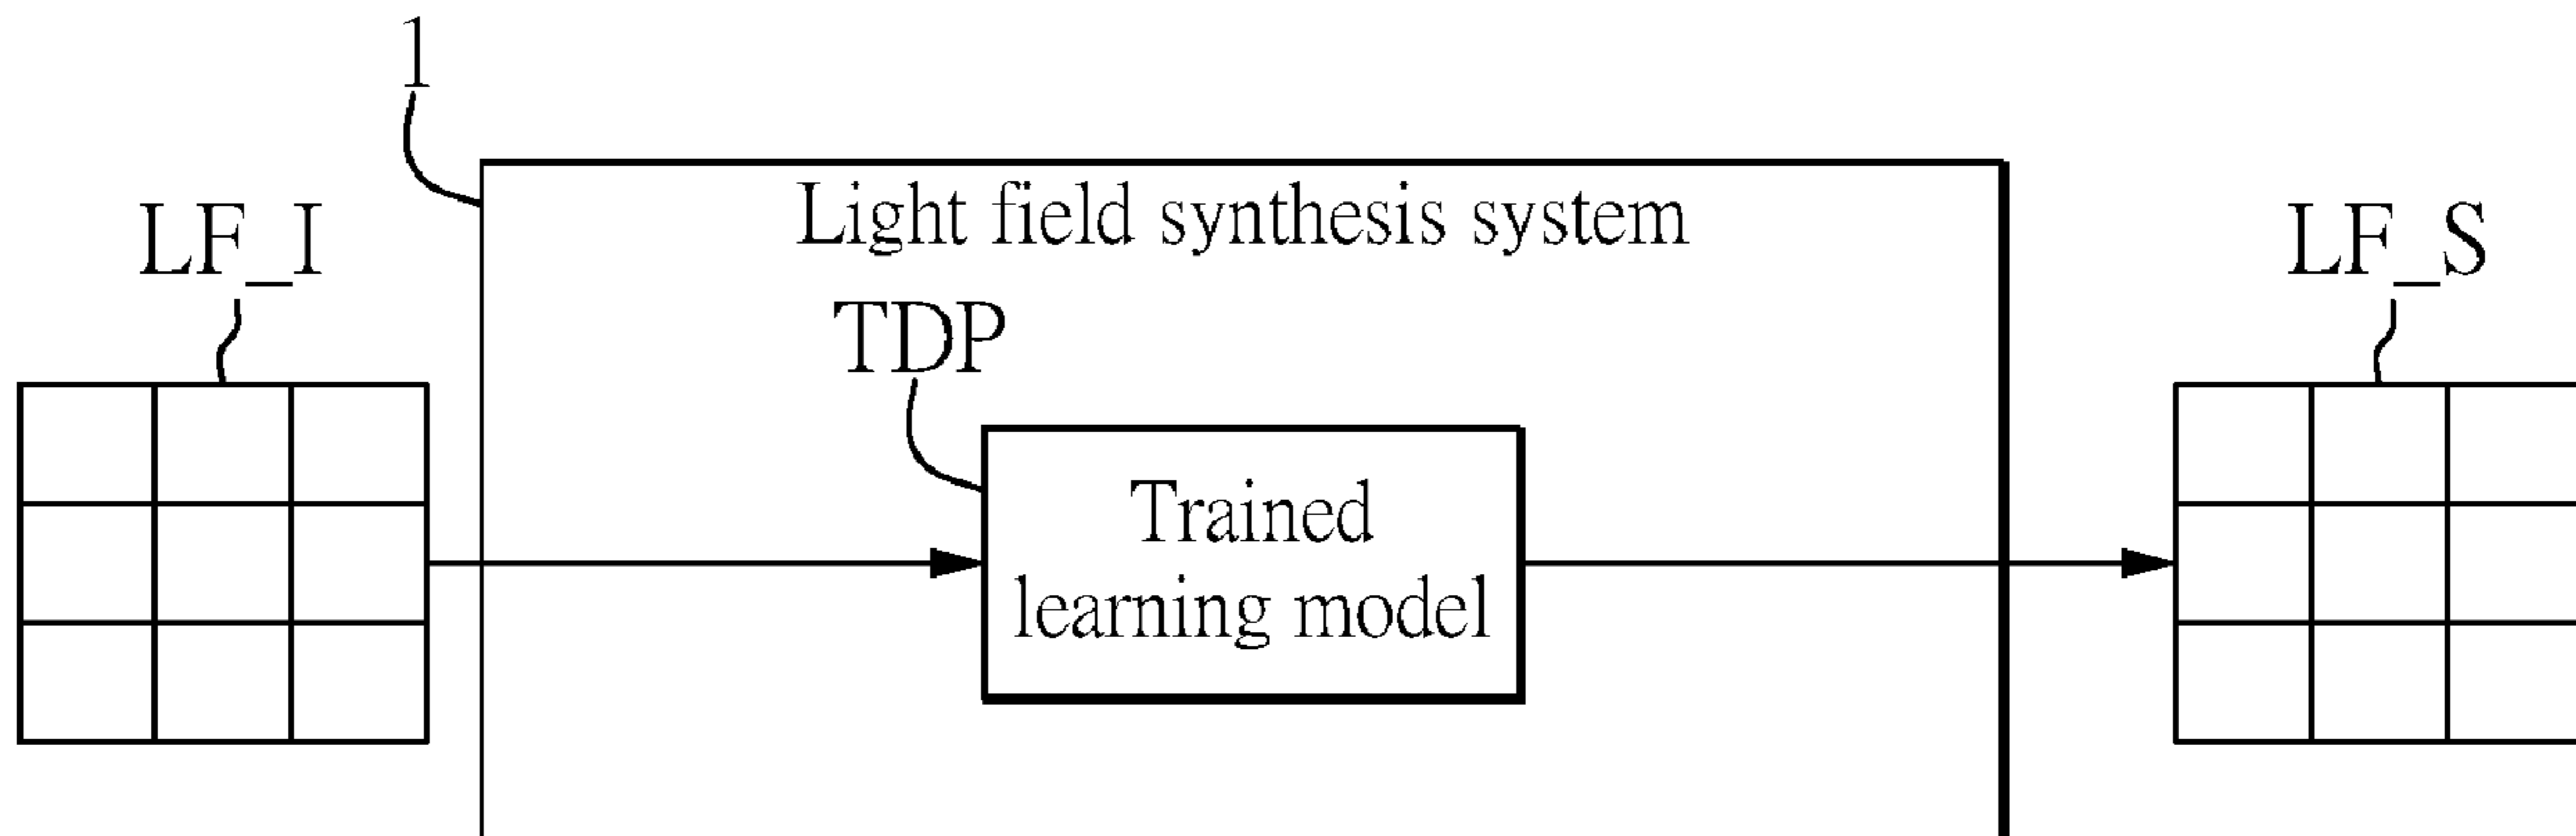 1
Light field synthesis system
LF_I
LF_S
TDP
Trained
learning model